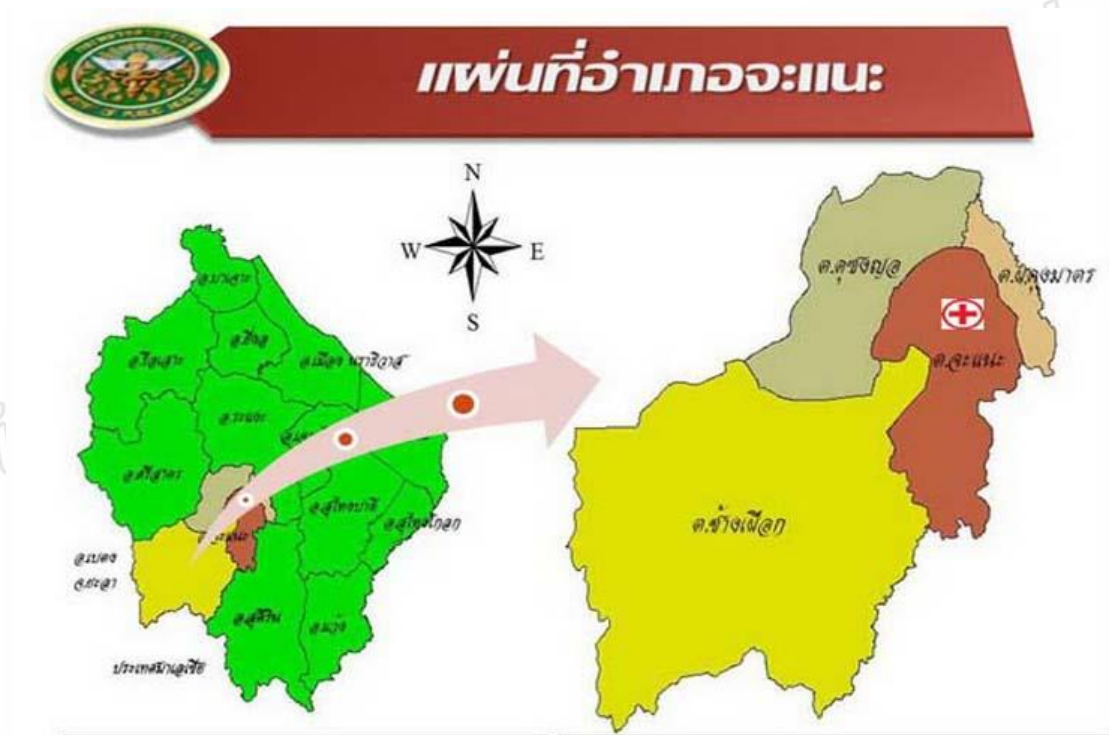 แผ่นที่อำเภอจะแนะ
N
W
E
S
อ.บาเจาะ
อ.ยี่งอ
อ.รือเสาะ
อ.เมือง นราธิวาส
อ.ระแงะ
อ.ศรีสาคร
อ.สุไหงปาดี
อ.สุไหงโกลก
อ.เบตง
จ.ยะลา
อ.สุคิริน
อ.แว้ง
ประเทศมาเลเซีย
ต.ดุซงญอ
ต.ผดุงมาตร
ต.จะแนะ
ต.ช้างเผือก